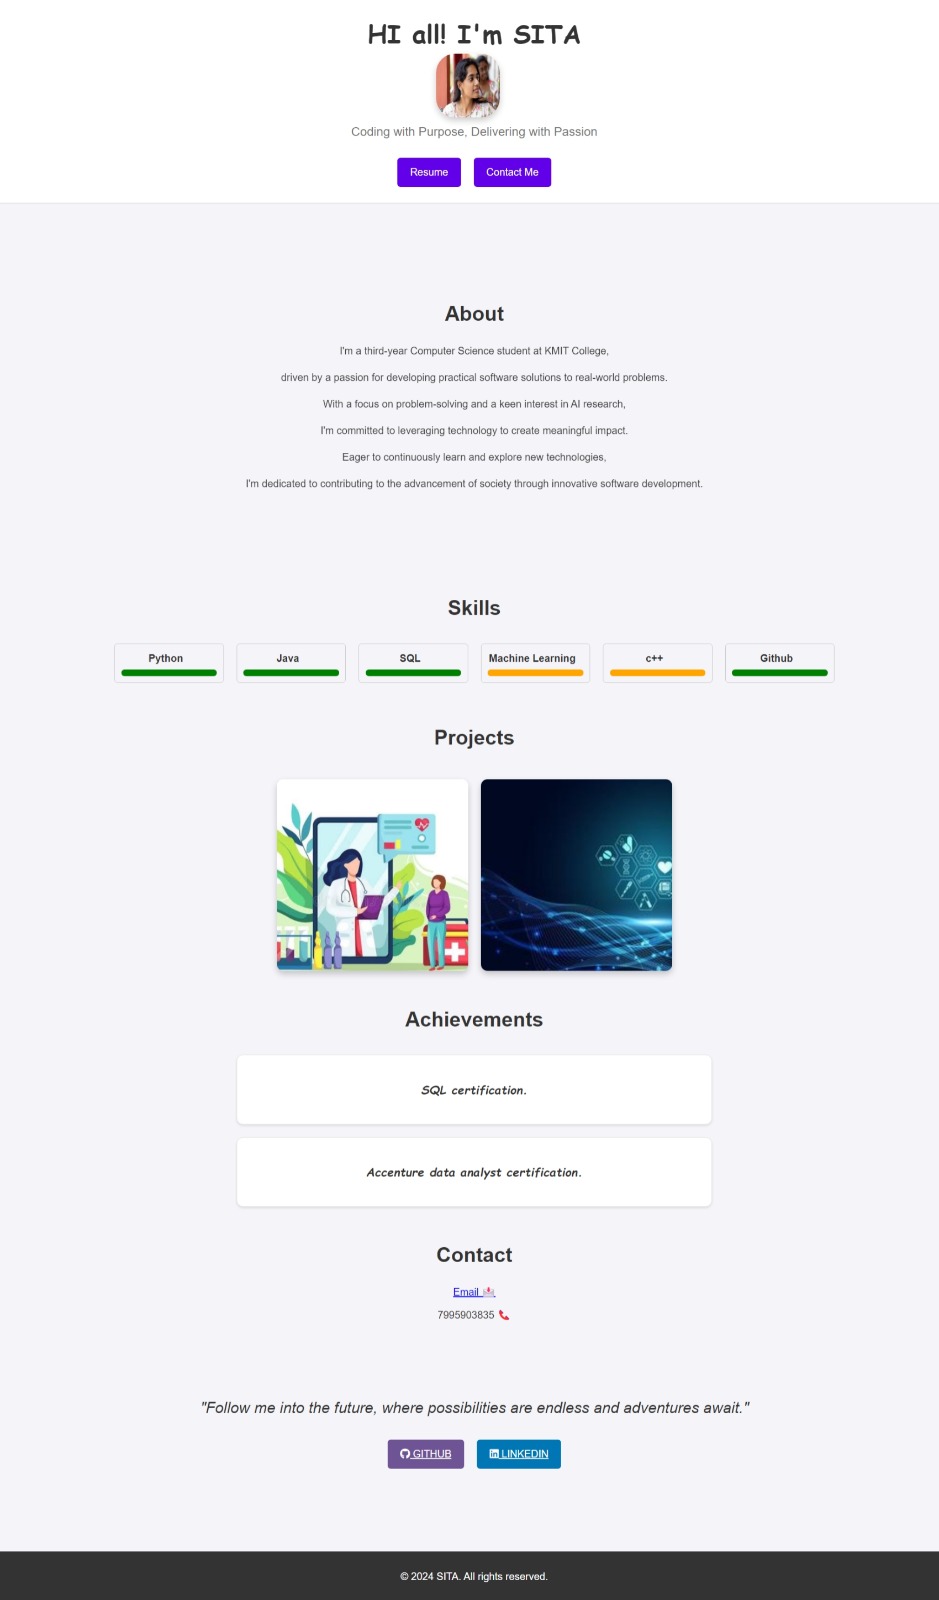 HI all! I'm SITA
Coding with Purpose, Delivering with Passion
Resume Contact Me
About
I'm a third-year Computer Science student at KMIT College,
driven by a passion for developing practical software solutions to real-world problems.
With a focus on problem-solving and a keen interest in AI research,
I'm committed to leveraging technology to create meaningful impact.
Eager to continuously learn and explore new technologies,
I'm dedicated to contributing to the advancement of society through innovative software development.
Skills
Python Java SQL Machine Learning c++ Github
Projects
Achievements
SQL certification.
Accenture data analyst certification.
Contact
Email
7995903835
"Follow me into the future, where possibilities are endless and adventures await."
GITHUB LINKEDIN
© 2024 SITA. All rights reserved.